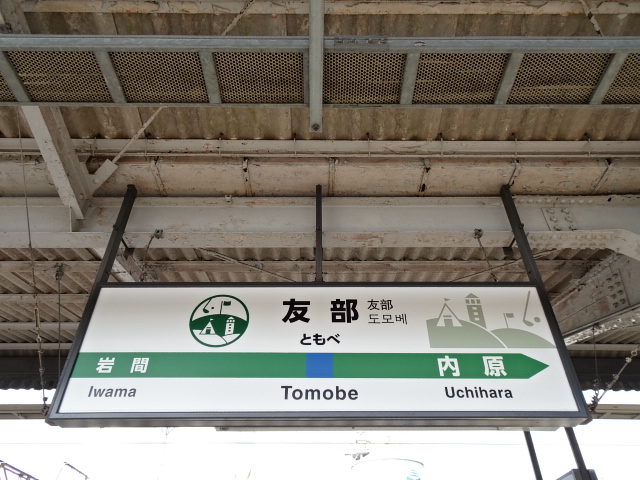 友部 友部
도모베
ともべ
岩間 内原
Iwama Tomobe Uchihara